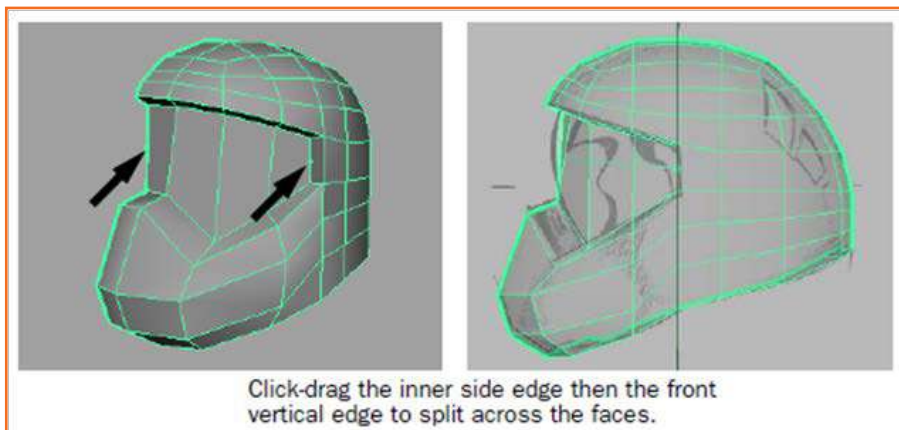 Click-drag the inner side edge then the front
vertical edge to split across the faces.